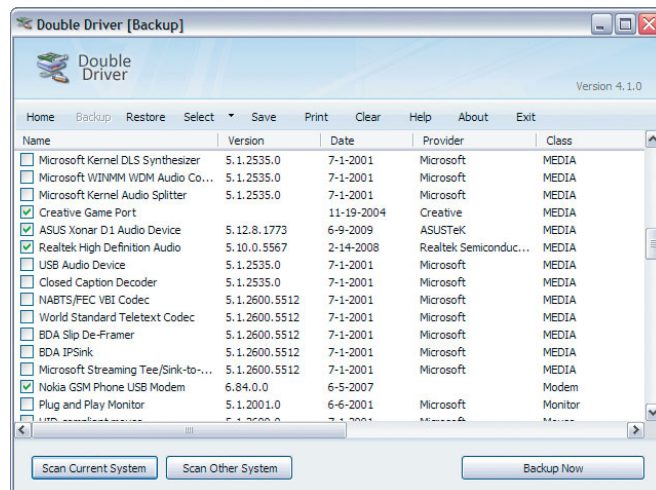 Double Driver [Backup]
Double
Driver
Version 4.1.0
Home Backup Restore Select Save Print Clear Help About Exit
Name Version Date Provider Class
Microsoft Kernel DLS Synthesizer 5.1.2535.0 7-1-2001 Microsoft MEDIA
Microsoft WINMM WDM Audio Co... 5.1.2535.0 7-1-2001 Microsoft MEDIA
Microsoft Kernel Audio Splitter 5.1.2535.0 7-1-2001 Microsoft MEDIA
Creative Game Port 11-19-2004 Creative MEDIA
ASUS Xonar D1 Audio Device 5.12.8.1773 6-9-2009 ASUSTeK MEDIA
Realtek High Definition Audio 5.10.0.5567 2-14-2008 Realtek Semiconduc... MEDIA
USB Audio Device 5.1.2535.0 7-1-2001 Microsoft MEDIA
Closed Caption Decoder 5.1.2535.0 7-1-2001 Microsoft MEDIA
NABTS/FEC VBI Codec 5.1.2600.5512 7-1-2001 Microsoft MEDIA
World Standard Teletext Codec 5.1.2600.5512 7-1-2001 Microsoft MEDIA
BDA Slip De-Framer 5.1.2600.5512 7-1-2001 Microsoft MEDIA
BDA IPSink 5.1.2600.5512 7-1-2001 Microsoft MEDIA
Microsoft Streaming Tee/Sink-to-... 5.1.2600.5512 7-1-2001 Microsoft MEDIA
Nokia GSM Phone USB Modem 6.84.0.0 6-5-2007 Modem
Plug and Play Monitor 5.1.2001.0 6-6-2001 Microsoft Monitor
Scan Current System Scan Other System Backup Now